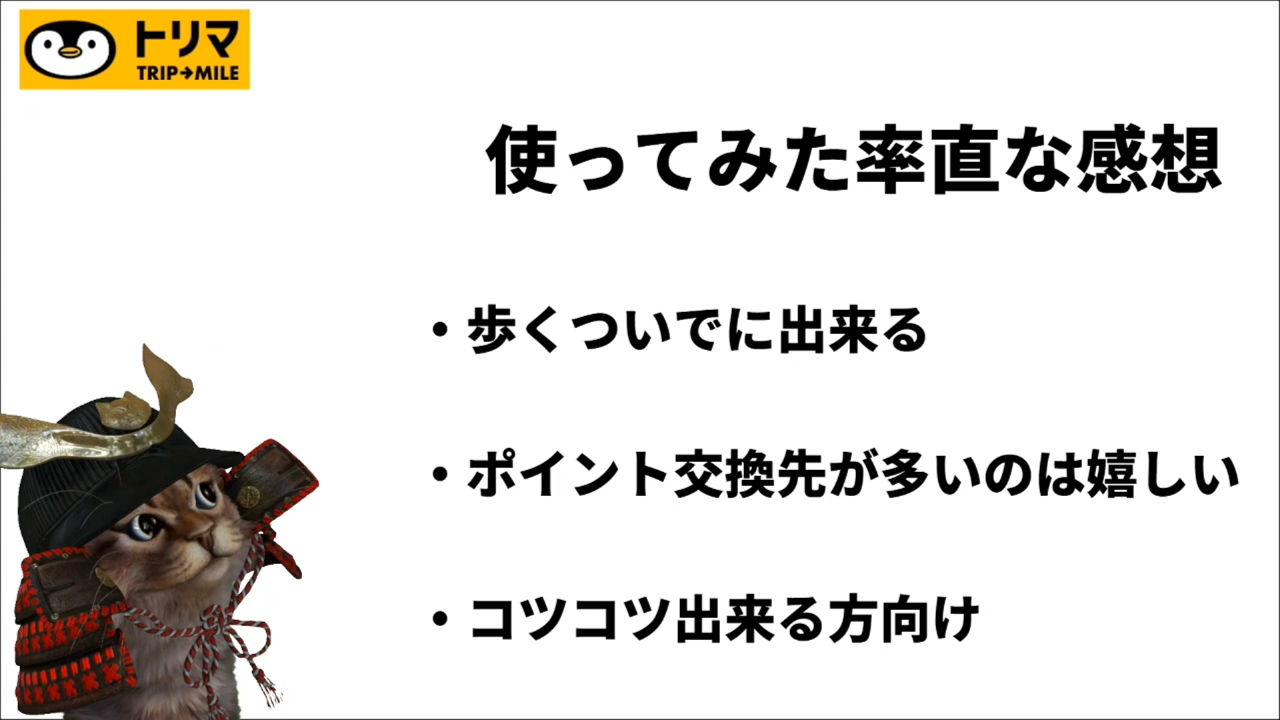 トリマ
TRIP→MILE
使ってみた率直な感想
・歩くついでに出来る
・ポイント交換先が多いのは嬉しい
・コツコツ出来る方向け